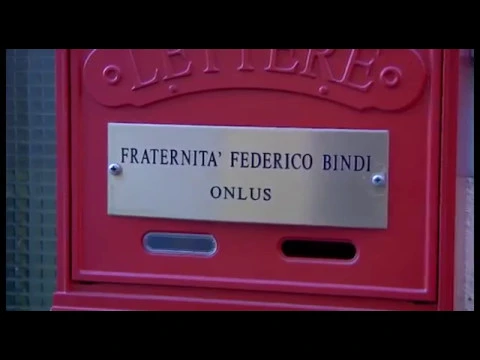 LETTERE
FRATERNITA' FEDERICO BINDI
ONLUS